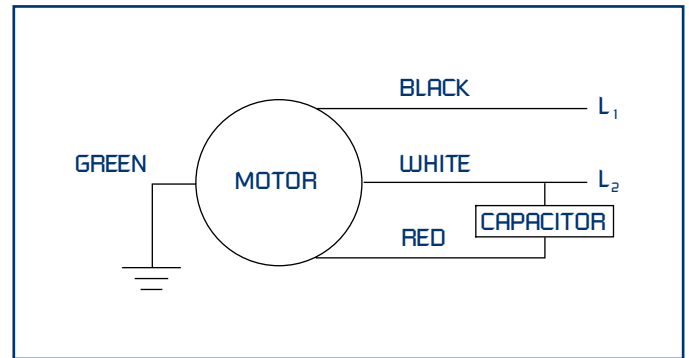 BLACK
L1
GREEN
MOTOR
WHITE
L2
CAPACITOR
RED